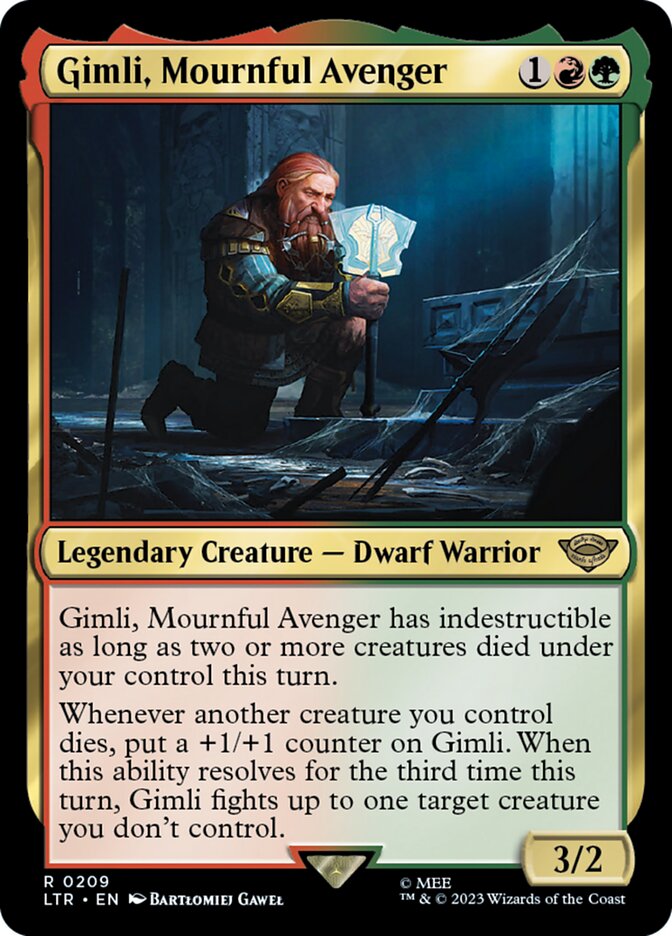 Gimli, Mournful Avenger 1
Legendary Creature — Dwarf Warrior
Gimli, Mournful Avenger has indestructible
as long as two or more creatures died under
your control this turn.
Whenever another creature you control
dies, put a +1/+1 counter on Gimli. When
this ability resolves for the third time this
turn, Gimli fights up to one target creature
you don't control.
3/2
R 0209
LTR • EN Bartłomiej Gaweł
© MEE
™ & © 2023 Wizards of the Coast